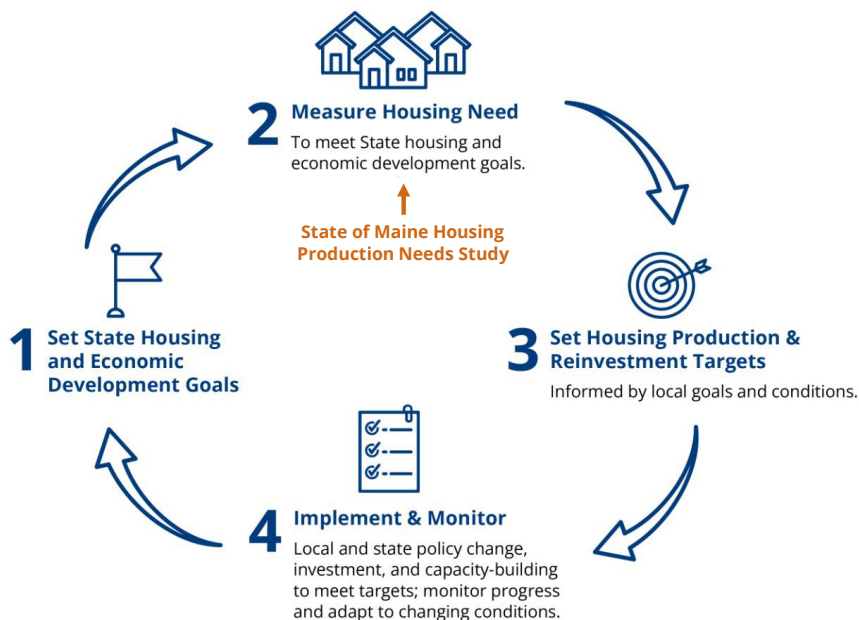 2 Measure Housing Need
To meet State housing and
economic development goals.
State of Maine Housing
Production Needs Study
1 Set State Housing
and Economic
Development Goals
3 Set Housing Production &
Reinvestment Targets
Informed by local goals and conditions.
4 Implement & Monitor
Local and state policy change,
investment, and capacity-building
to meet targets; monitor progress
and adapt to changing conditions.